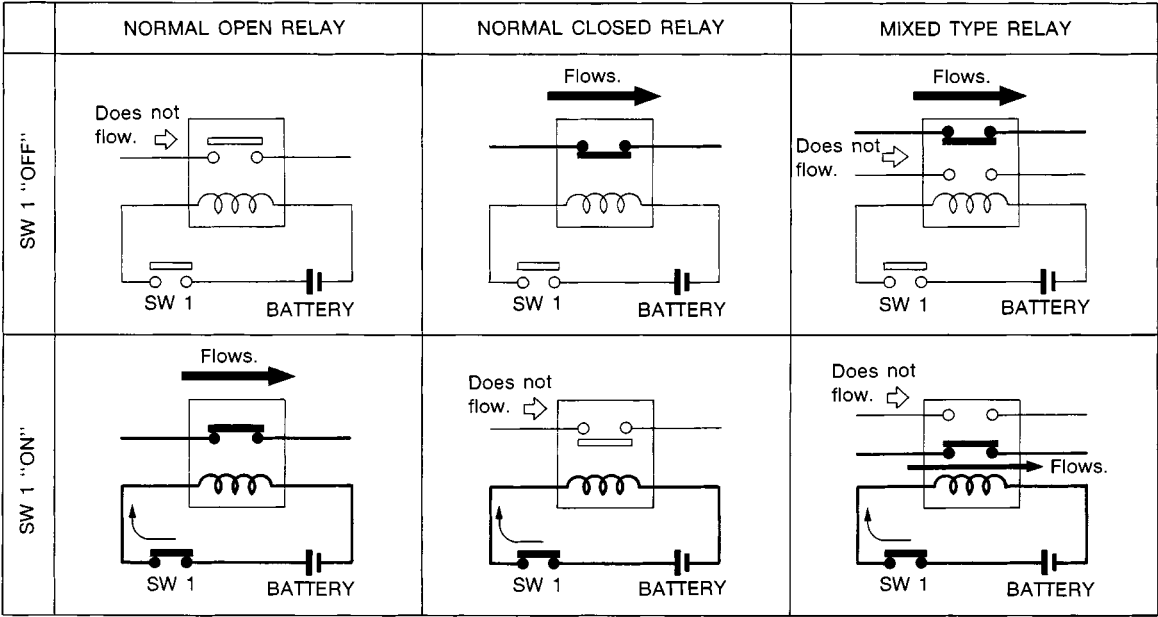 NORMAL OPEN RELAY
NORMAL CLOSED RELAY
MIXED TYPE RELAY
SW 1 "OFF"
Does not
flow.
SW 1
BATTERY
Flows.
SW 1
BATTERY
Flows.
Does not
flow.
SW 1
BATTERY
SW 1 "ON"
Flows.
SW 1
BATTERY
Does not
flow.
SW 1
BATTERY
Does not
flow.
Flows.
SW 1
BATTERY